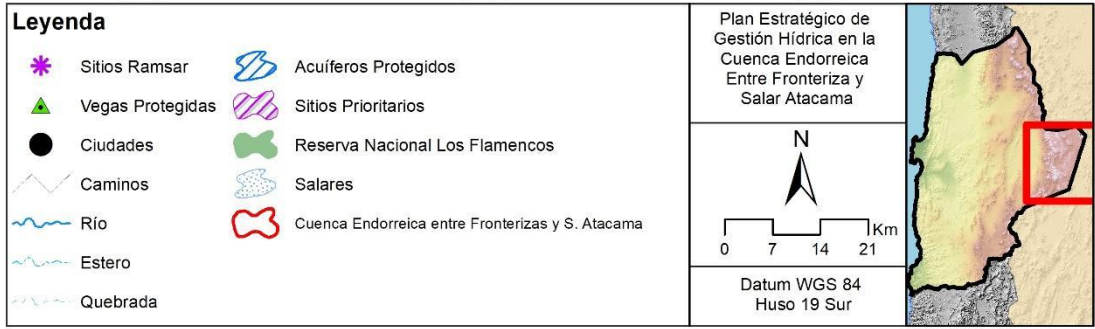 Leyenda
Sitios Ramsar
Vegas Protegidas
Ciudades
Caminos
Río
Estero
Quebrada
Acuíferos Protegidos
Sitios Prioritarios
Reserva Nacional Los Flamencos
Salares
Cuenca Endorreica entre Fronterizas y S. Atacama
Plan Estratégico de
Gestión Hídrica en la
Cuenca Endorreica
Entre Fronteriza y
Salar Atacama
N
Km
0 7 14 21
Datum WGS 84
Huso 19 Sur